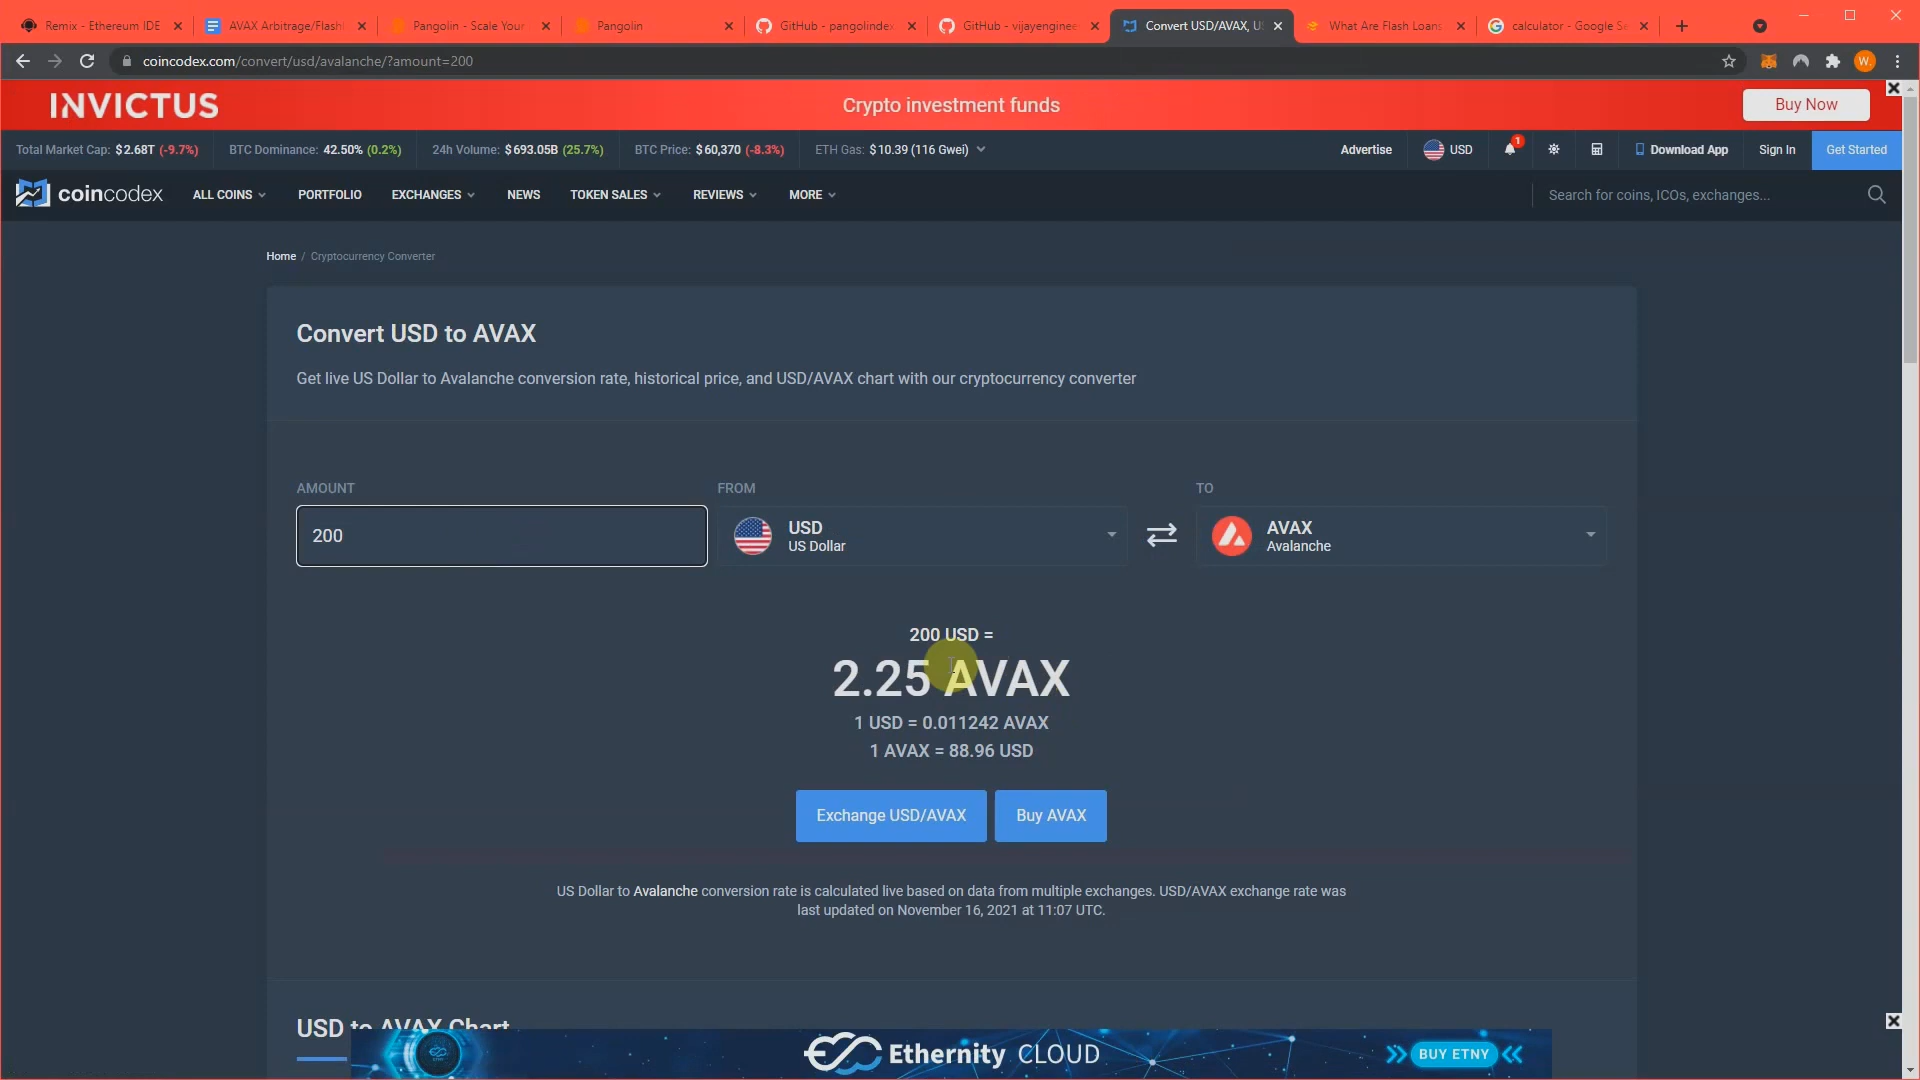 Remix - Ethereum IDE
AVAX Arbitrage/Flash
Pangolin - Scale Your
Pangolin
GitHub - pangolindex
GitHub - vijayenginee
Convert USD/AVAX, U
What Are Flash Loans
calculator - Google Se
coincodex.com/convert/usd/avalanche/?amount=200
W.
INVICTUS
Crypto investment funds
Buy Now
Total Market Cap: $2.68T (-9.7%)
BTC Dominance: 42.50% (0.2%)
24h Volume: $693.05B (25.7%)
BTC Price: $60,370 (-8.3%)
ETH Gas: $10.39 (116 Gwei)
Advertise
USD
1
Download App
Sign In
Get Started
coincodex
ALL COINS
PORTFOLIO
EXCHANGES
NEWS
TOKEN SALES
REVIEWS
MORE
Search for coins, ICOs, exchanges...
Home / Cryptocurrency Converter
Convert USD to AVAX
Get live US Dollar to Avalanche conversion rate, historical price, and USD/AVAX chart with our cryptocurrency converter
AMOUNT
FROM
TO
200
USD
US Dollar
AVAX
Avalanche
200 USD =
2.25 AVAX
1 USD = 0.011242 AVAX
1 AVAX = 88.96 USD
Exchange USD/AVAX
Buy AVAX
US Dollar to Avalanche conversion rate is calculated live based on data from multiple exchanges. USD/AVAX exchange rate was
last updated on November 16, 2021 at 11:07 UTC.
USD to AVAX Chart
Ethernity CLOUD
BUY ETNY